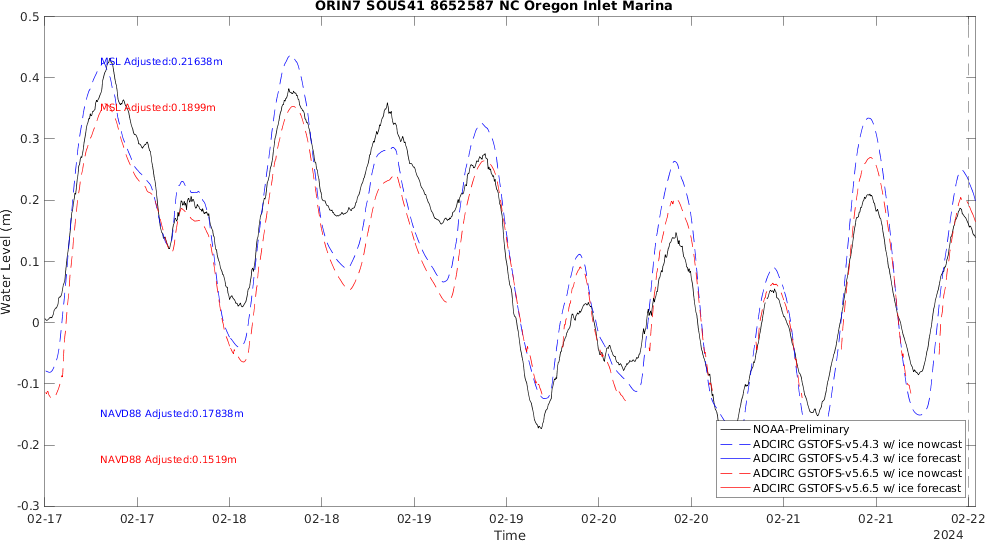 ORIN7 SOUS41 8652587 NC Oregon Inlet Marina
0.5
0.4
0.3
0.2
0.1
0
-0.1
-0.2
-0.3
Water Level (m)
MSL Adjusted:0.21638m
MSL Adjusted:0.1899m
NAVD88 Adjusted:0.17838m
NAVD88 Adjusted:0.1519m
NOAA-Preliminary
ADCIRC GSTOFS-v5.4.3 w/ ice nowcast
ADCIRC GSTOFS-v5.4.3 w/ ice forecast
ADCIRC GSTOFS-v5.6.5 w/ ice nowcast
ADCIRC GSTOFS-v5.6.5 w/ ice forecast
02-17 02-17 02-18 02-18 02-19 02-19 02-20 02-20 02-21 02-21 02-22
Time
2024